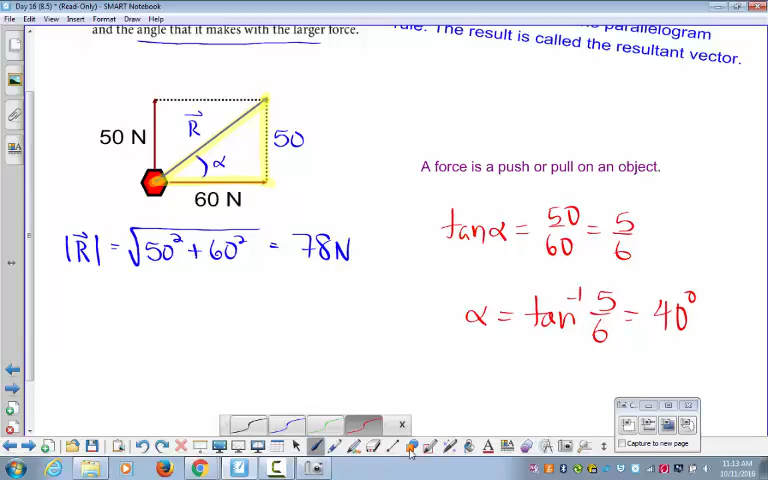 Day 16 (8.5) * (Read-Only) - SMART Notebook
File Edit View Insert Format Draw Window Help
and the angle that it makes with the larger force.
parallelogram
rule. The result is called the resultant vector.
50 N
R
α
50
60 N
A force is a push or pull on an object.
|R| = √50² + 60² = 78N
tan α = 50/60 = 5/6
α = tan⁻¹ 5/6 = 40°
Capture to new page
11:13 AM
10/11/2016